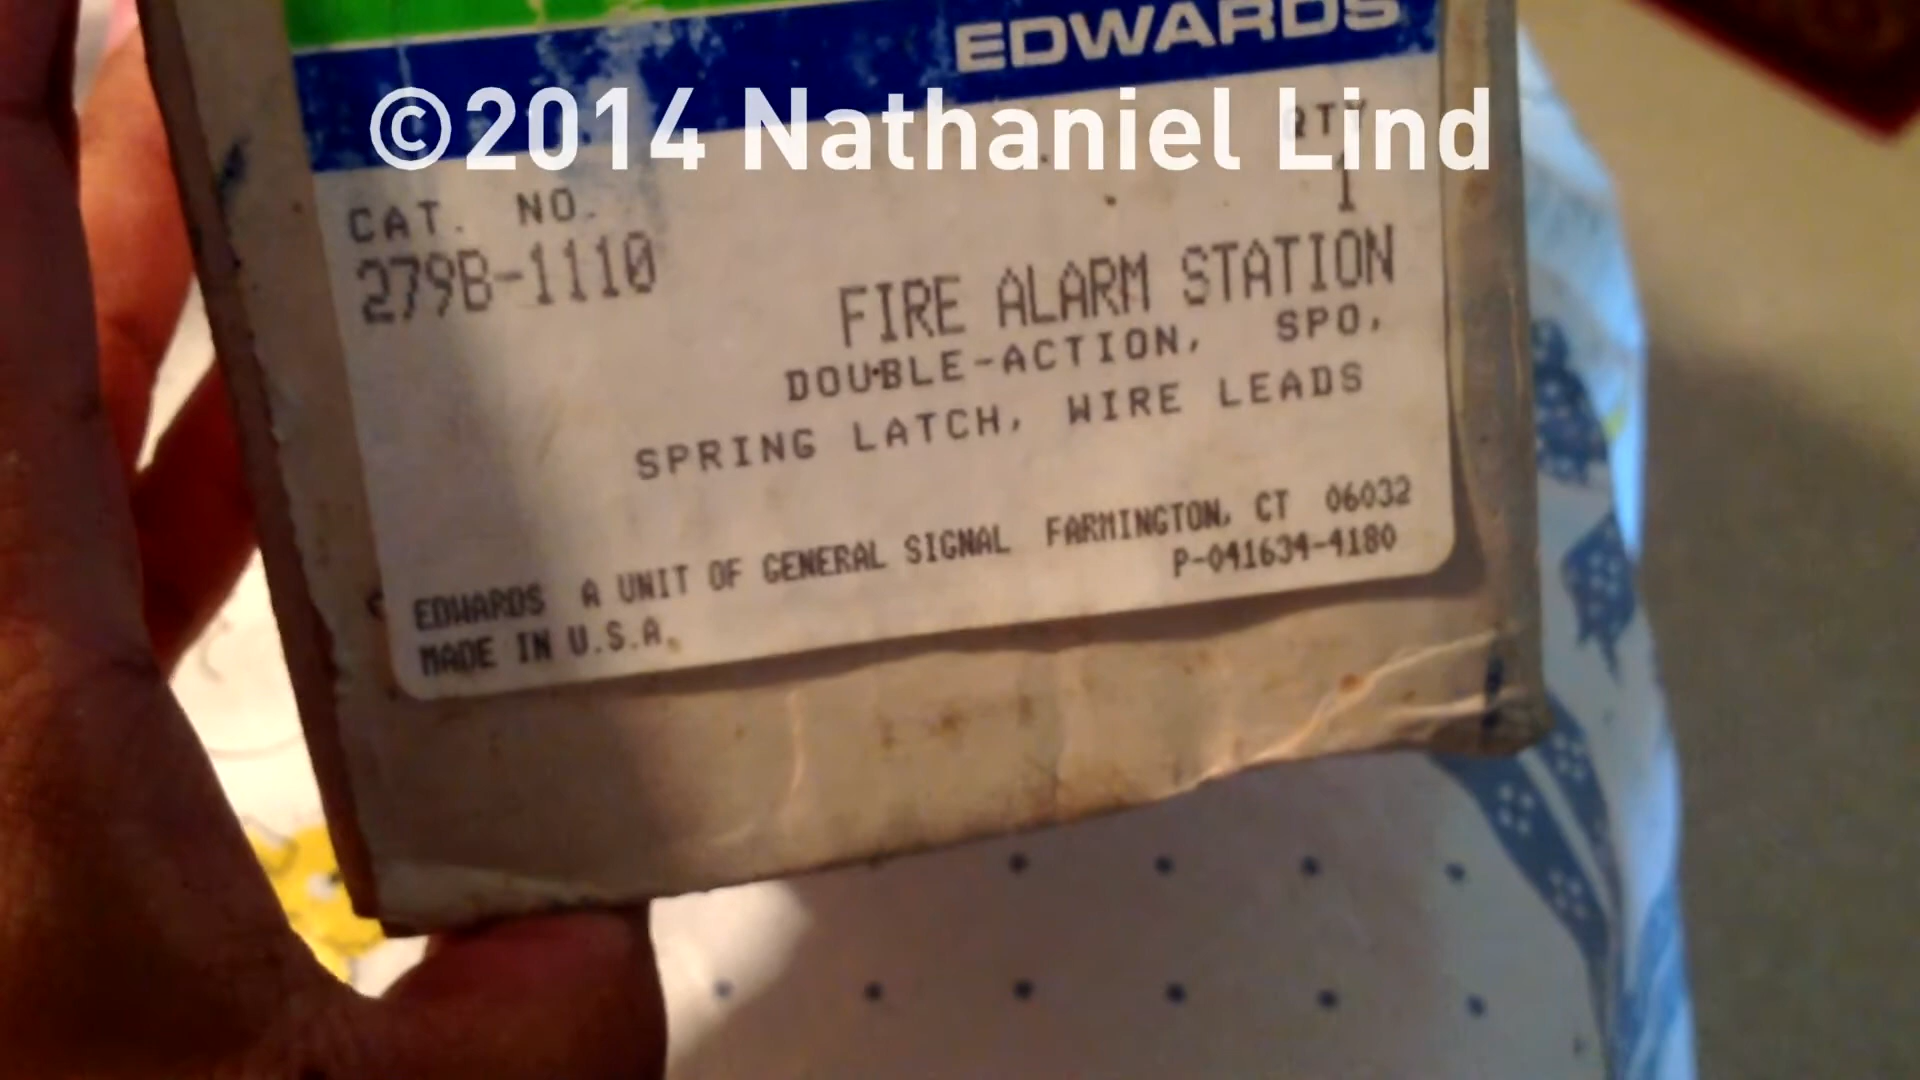 EDWARDS
©2014 Nathaniel Lind
QTY
1
CAT. NO.
279B-1110
FIRE ALARM STATION
DOUBLE-ACTION, SPO,
SPRING LATCH, WIRE LEADS
EDWARDS A UNIT OF GENERAL SIGNAL FARMINGTON, CT 06032
P-041634-4180
MADE IN U.S.A.